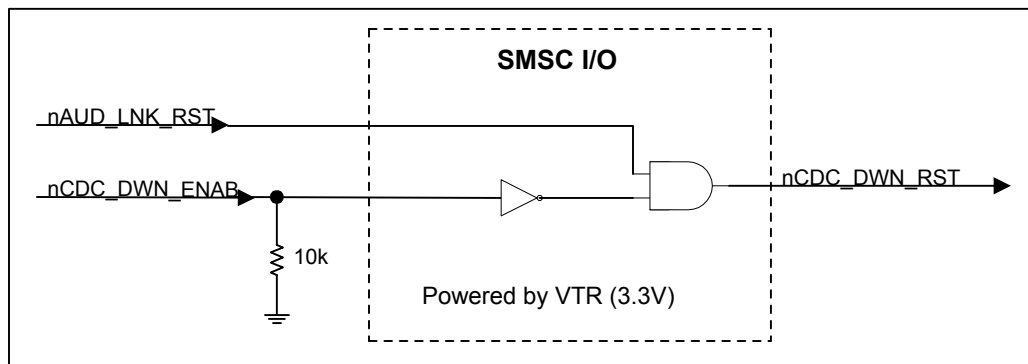 SMSC I/O
nAUD_LNK_RST
nCDC_DWN_ENAB
nCDC_DWN_RST
10k
Powered by VTR (3.3V)